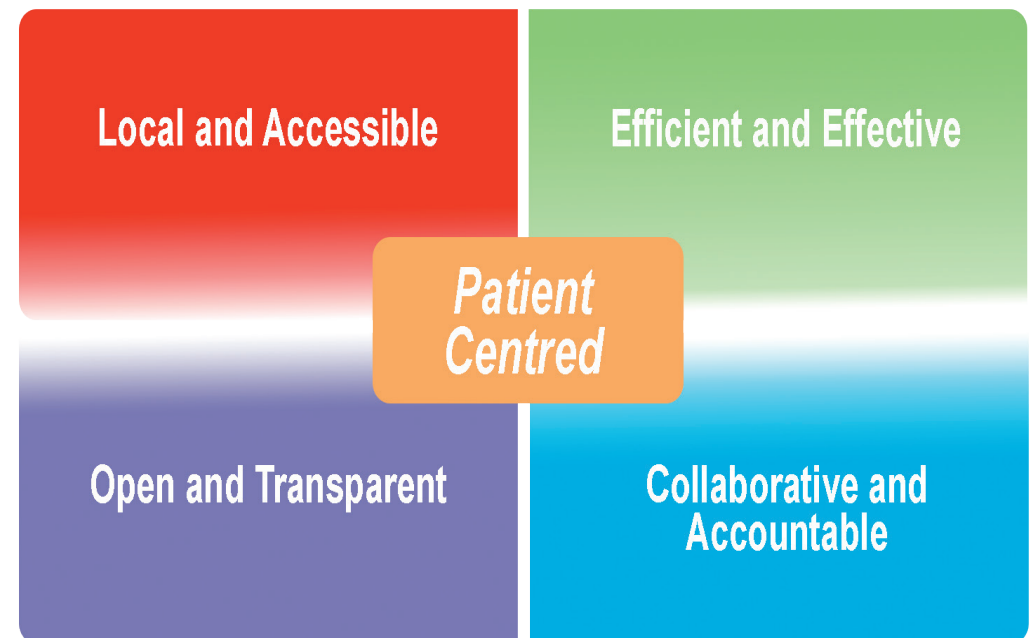 Local and Accessible
Efficient and Effective
Patient
Centred
Open and Transparent
Collaborative and
Accountable